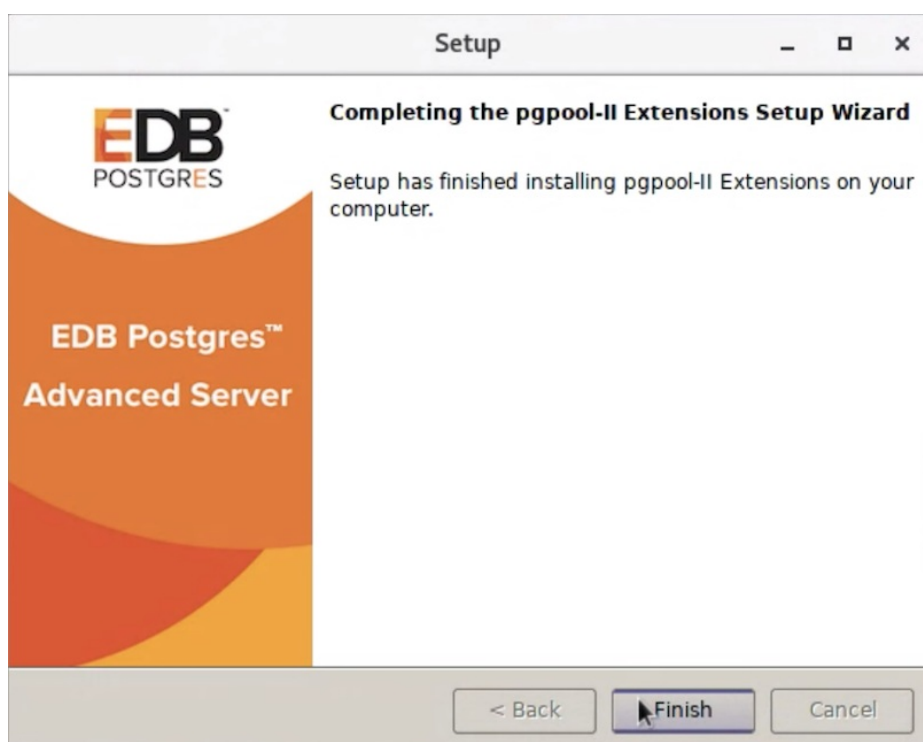 Setup
EDB™
POSTGRES
EDB Postgres™
Advanced Server
Completing the pgpool-II Extensions Setup Wizard
Setup has finished installing pgpool-II Extensions on your
computer.
< Back
Finish
Cancel